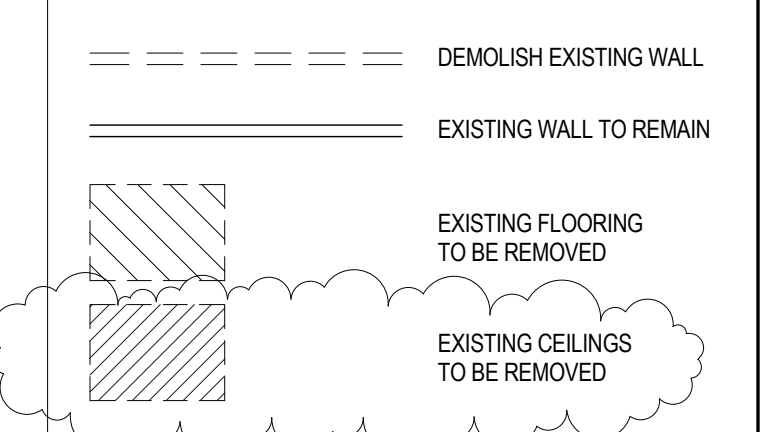 DEMOLISH EXISTING WALL
EXISTING WALL TO REMAIN
EXISTING FLOORING
TO BE REMOVED
EXISTING CEILINGS
TO BE REMOVED